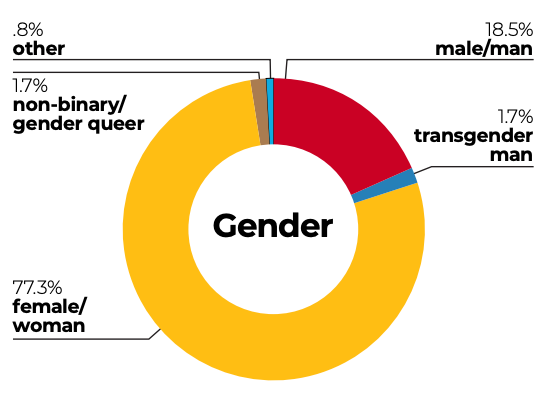 .8%
other
18.5%
male/man
1.7%
non-binary/
gender queer
1.7%
transgender
man
Gender
77.3%
female/
woman